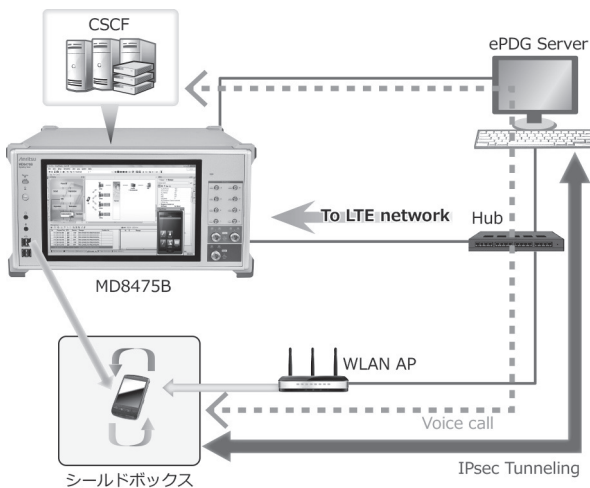 CSCF
ePDG Server
Anritsu
To LTE network
Hub
MD8475B
WLAN AP
Voice call
シールドボックス
IPsec Tunneling